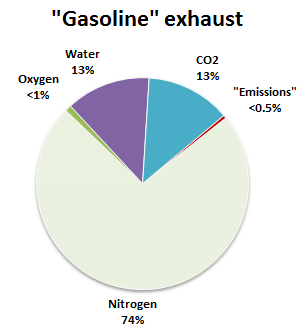 "Gasoline" exhaust
Water
13%
CO2
13%
Oxygen
<1%
"Emissions"
<0.5%
Nitrogen
74%